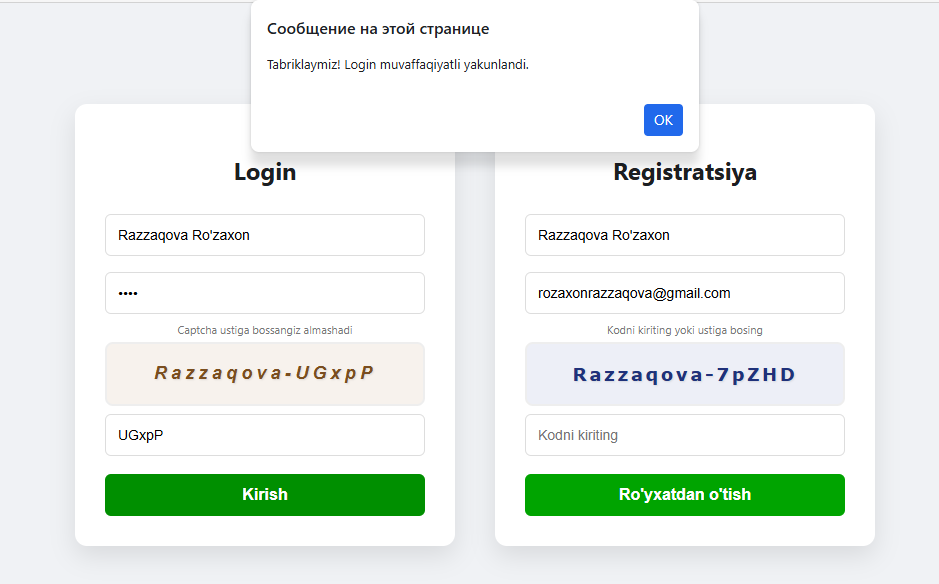 Сообщение на этой странице
Tabriklaymiz! Login muvaffaqiyatli yakunlandi.
OK
Login
Razzaqova Ro'zaxon
••••
Captcha ustiga bossangiz almashadi
Razzaqova-UGxpP
UGxpP
Kirish
Registratsiya
Razzaqova Ro'zaxon
rozaxonrazzaqova@gmail.com
Kodni kiriting yoki ustiga bosing
Razzaqova-7pZHD
Kodni kiriting
Ro'yxatdan o'tish